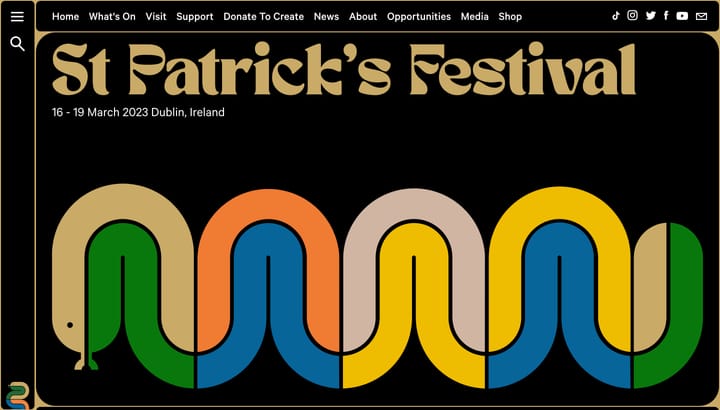 Home What's On Visit Support Donate To Create News About Opportunities Media Shop
St Patrick's Festival
16 - 19 March 2023 Dublin, Ireland